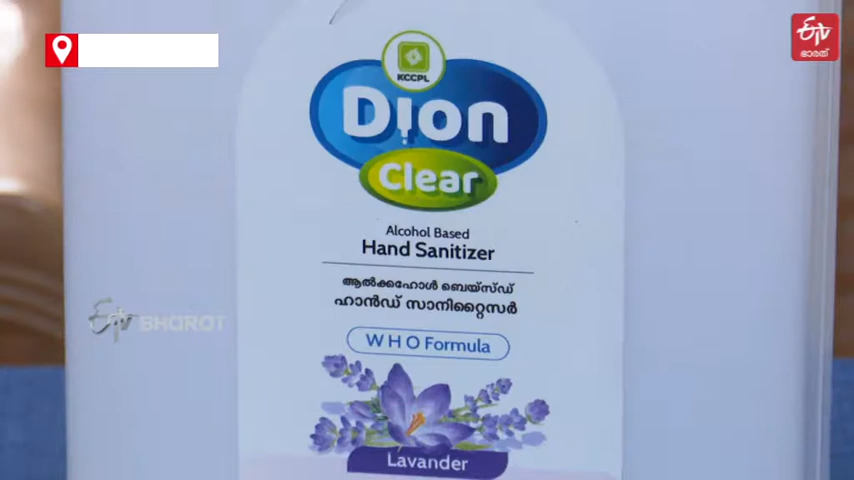 ETV
ഭാരത്
KCCPL
Dion
Clear
Alcohol Based
Hand Sanitizer
ആൽക്കഹോൾ ബെയ്സ്ഡ്
ഹാൻഡ് സാനിറ്റൈസർ
W H O Formula
Lavander
ETV BHARAT